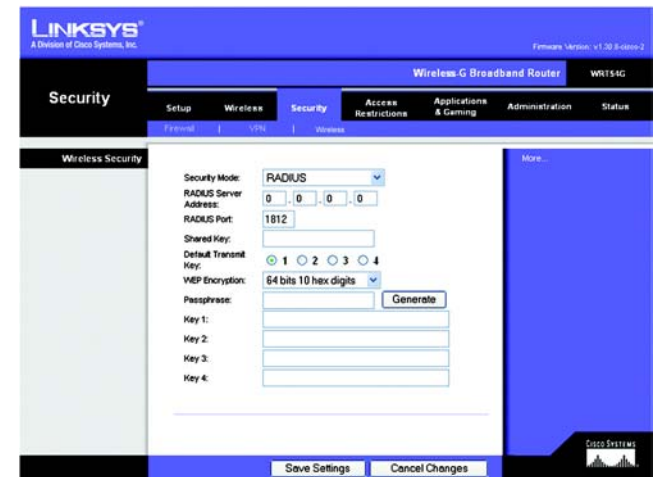 LINKSYS®
A Division of Cisco Systems, Inc.
Firmware Version: v1.30.8-cisco-2
Wireless-G Broadband Router WRT54G
Security
Setup Wireless Security Access Restrictions Applications & Gaming Administration Status
Firewall | VPN | Wireless
Wireless Security
More...
Security Mode: RADIUS
RADIUS Server Address: 0 . 0 . 0 . 0
RADIUS Port: 1812
Shared Key:
Default Transmit Key: 1 2 3 4
WEP Encryption: 64 bits 10 hex digits
Passphrase: Generate
Key 1:
Key 2:
Key 3:
Key 4:
CISCO SYSTEMS
Save Settings Cancel Changes